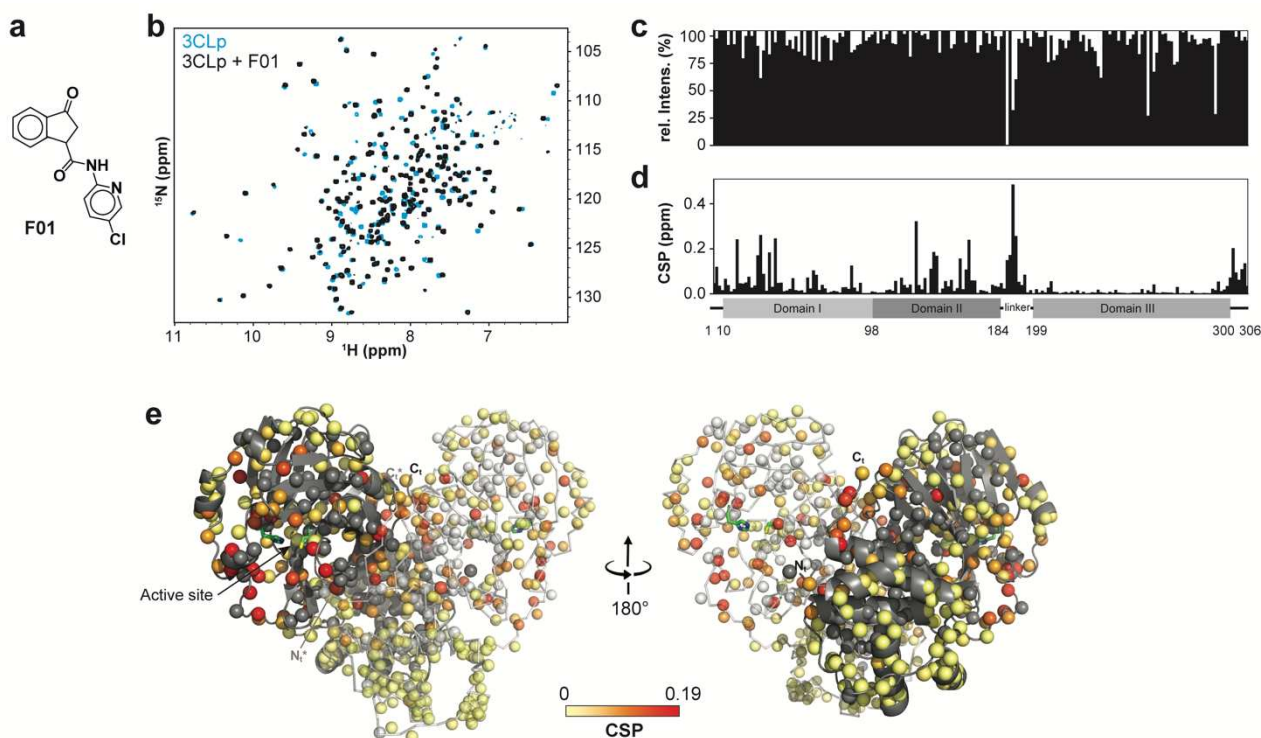 a
b
c
d
e
O
O
NH
N
Cl
F01
3CLp
3CLp + F01
105
110
115
120
125
130
¹⁵N (ppm)
11 10 9 8 7
¹H (ppm)
100
75
50
25
0
rel. Intens. (%)
0.4
0.2
0.0
CSP (ppm)
Domain I Domain II linker Domain III
1 10 98 184 199 300 306
Cₜ* Cₜ
Active site
Nₜ*
180°
Cₜ
Nₜ
0 0.19
CSP